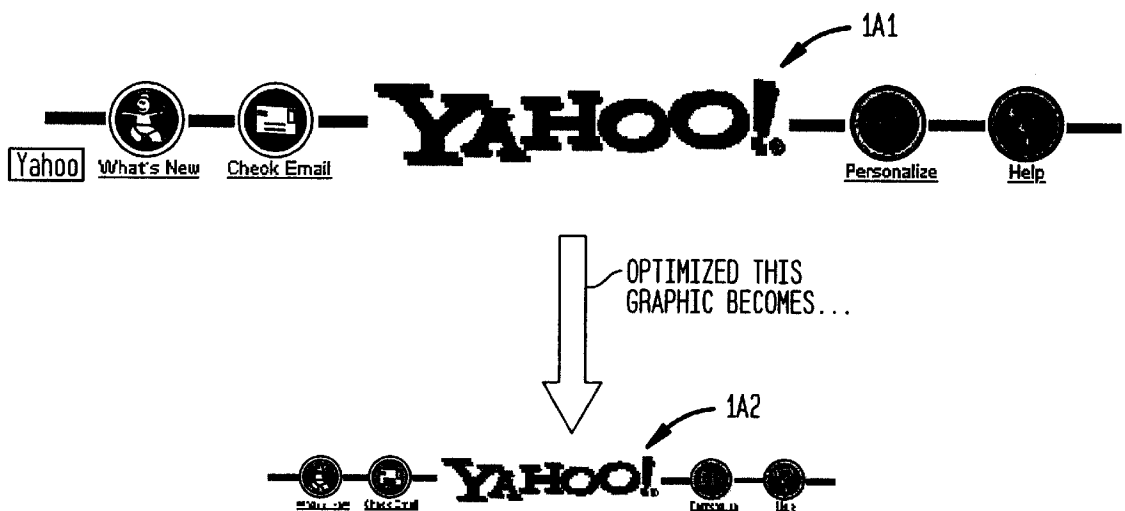 1A1
YAHOO!
Yahoo What's New Cheok Email Personalize Help
OPTIMIZED THIS
GRAPHIC BECOMES...
1A2
YAHOO!